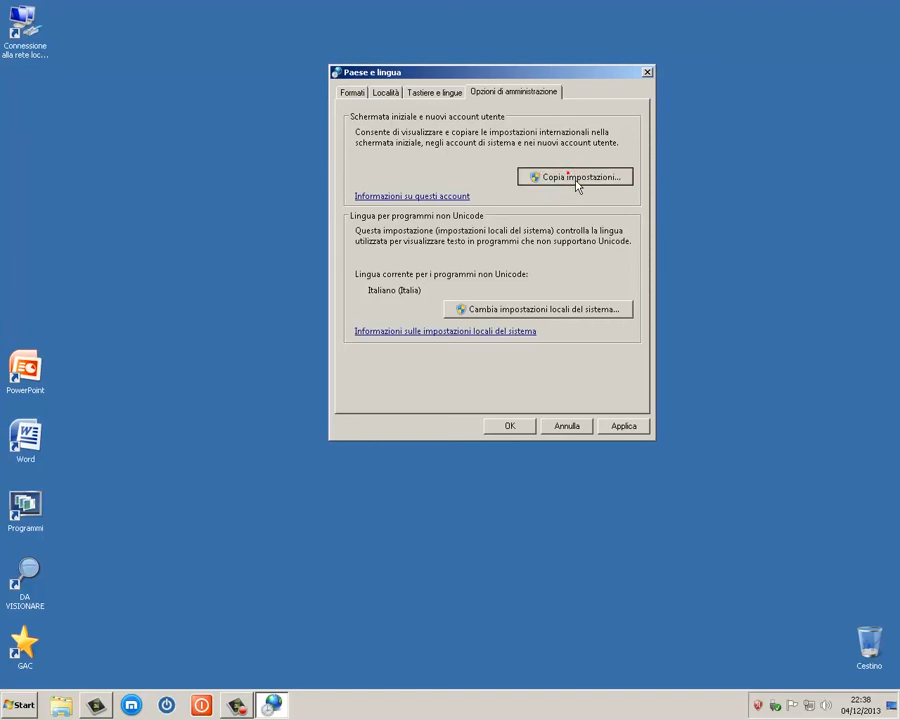 Connessione
alla rete loc...
PowerPoint
Word
Programmi
DA
VISIONARE
GAC
Paese e lingua
Formati
Località
Tastiere e lingue
Opzioni di amministrazione
Schermata iniziale e nuovi account utente
Consente di visualizzare e copiare le impostazioni internazionali nella
schermata iniziale, negli account di sistema e nei nuovi account utente.
Copia impostazioni...
Informazioni su questi account
Lingua per programmi non Unicode
Questa impostazione (impostazioni locali del sistema) controlla la lingua
utilizzata per visualizzare testo in programmi che non supportano Unicode.
Lingua corrente per i programmi non Unicode:
Italiano (Italia)
Cambia impostazioni locali del sistema...
Informazioni sulle impostazioni locali del sistema
OK
Annulla
Applica
Cestino
Start
22:38
04/12/2013